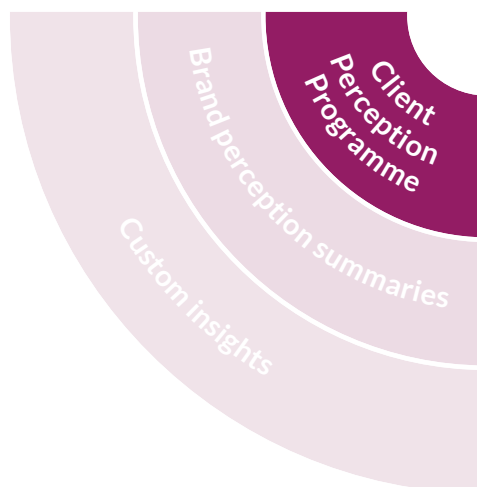 Client
Perception
Programme
Brand perception summaries
Custom insights